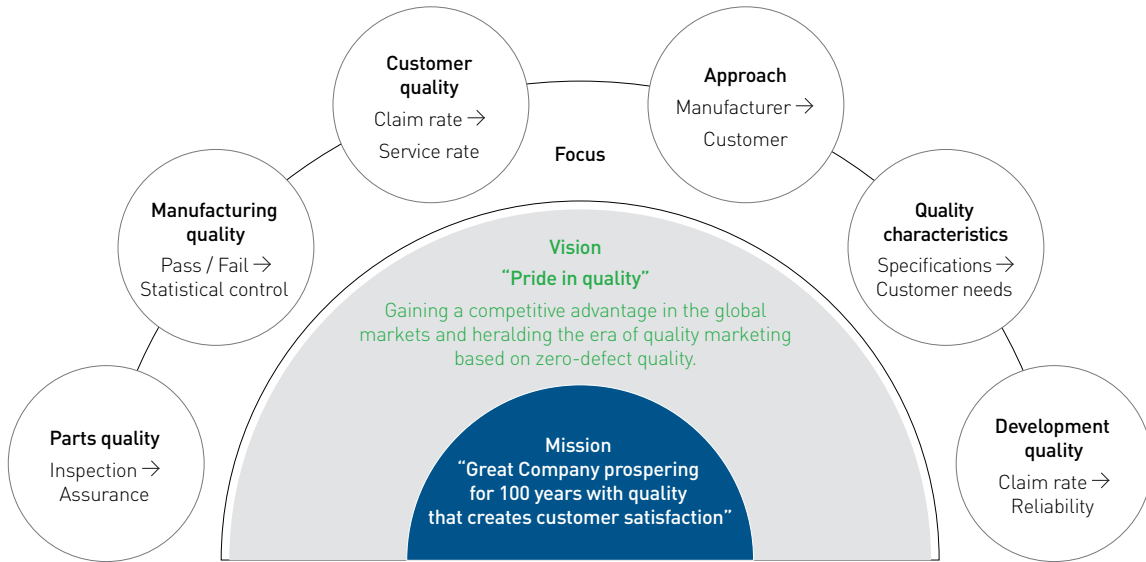 Customer
quality
Claim rate →
Service rate
Approach
Manufacturer →
Customer
Focus
Manufacturing
quality
Pass / Fail →
Statistical control
Quality
characteristics
Specifications →
Customer needs
Vision
“Pride in quality”
Gaining a competitive advantage in the global
markets and heralding the era of quality marketing
based on zero-defect quality.
Parts quality
Inspection →
Assurance
Mission
“Great Company prospering
for 100 years with quality
that creates customer satisfaction”
Development
quality
Claim rate →
Reliability